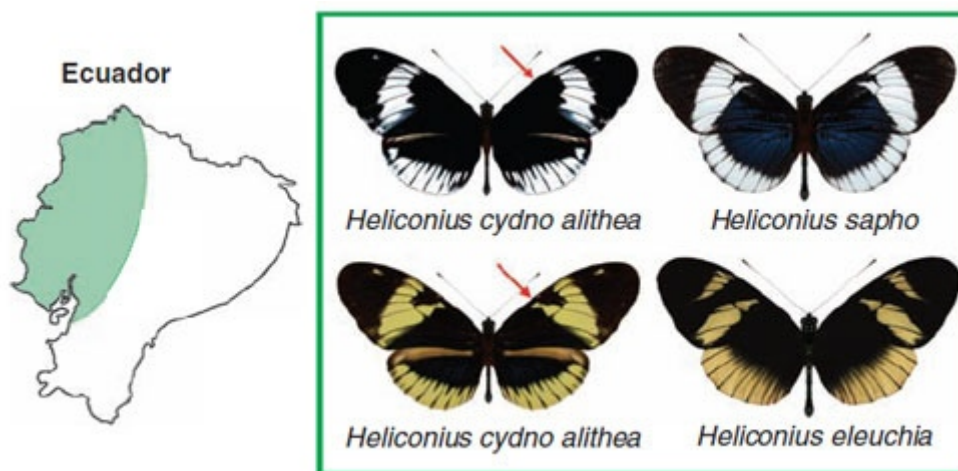 Ecuador
Heliconius cydno alithea
Heliconius sapho
Heliconius cydno alithea
Heliconius eleuchia